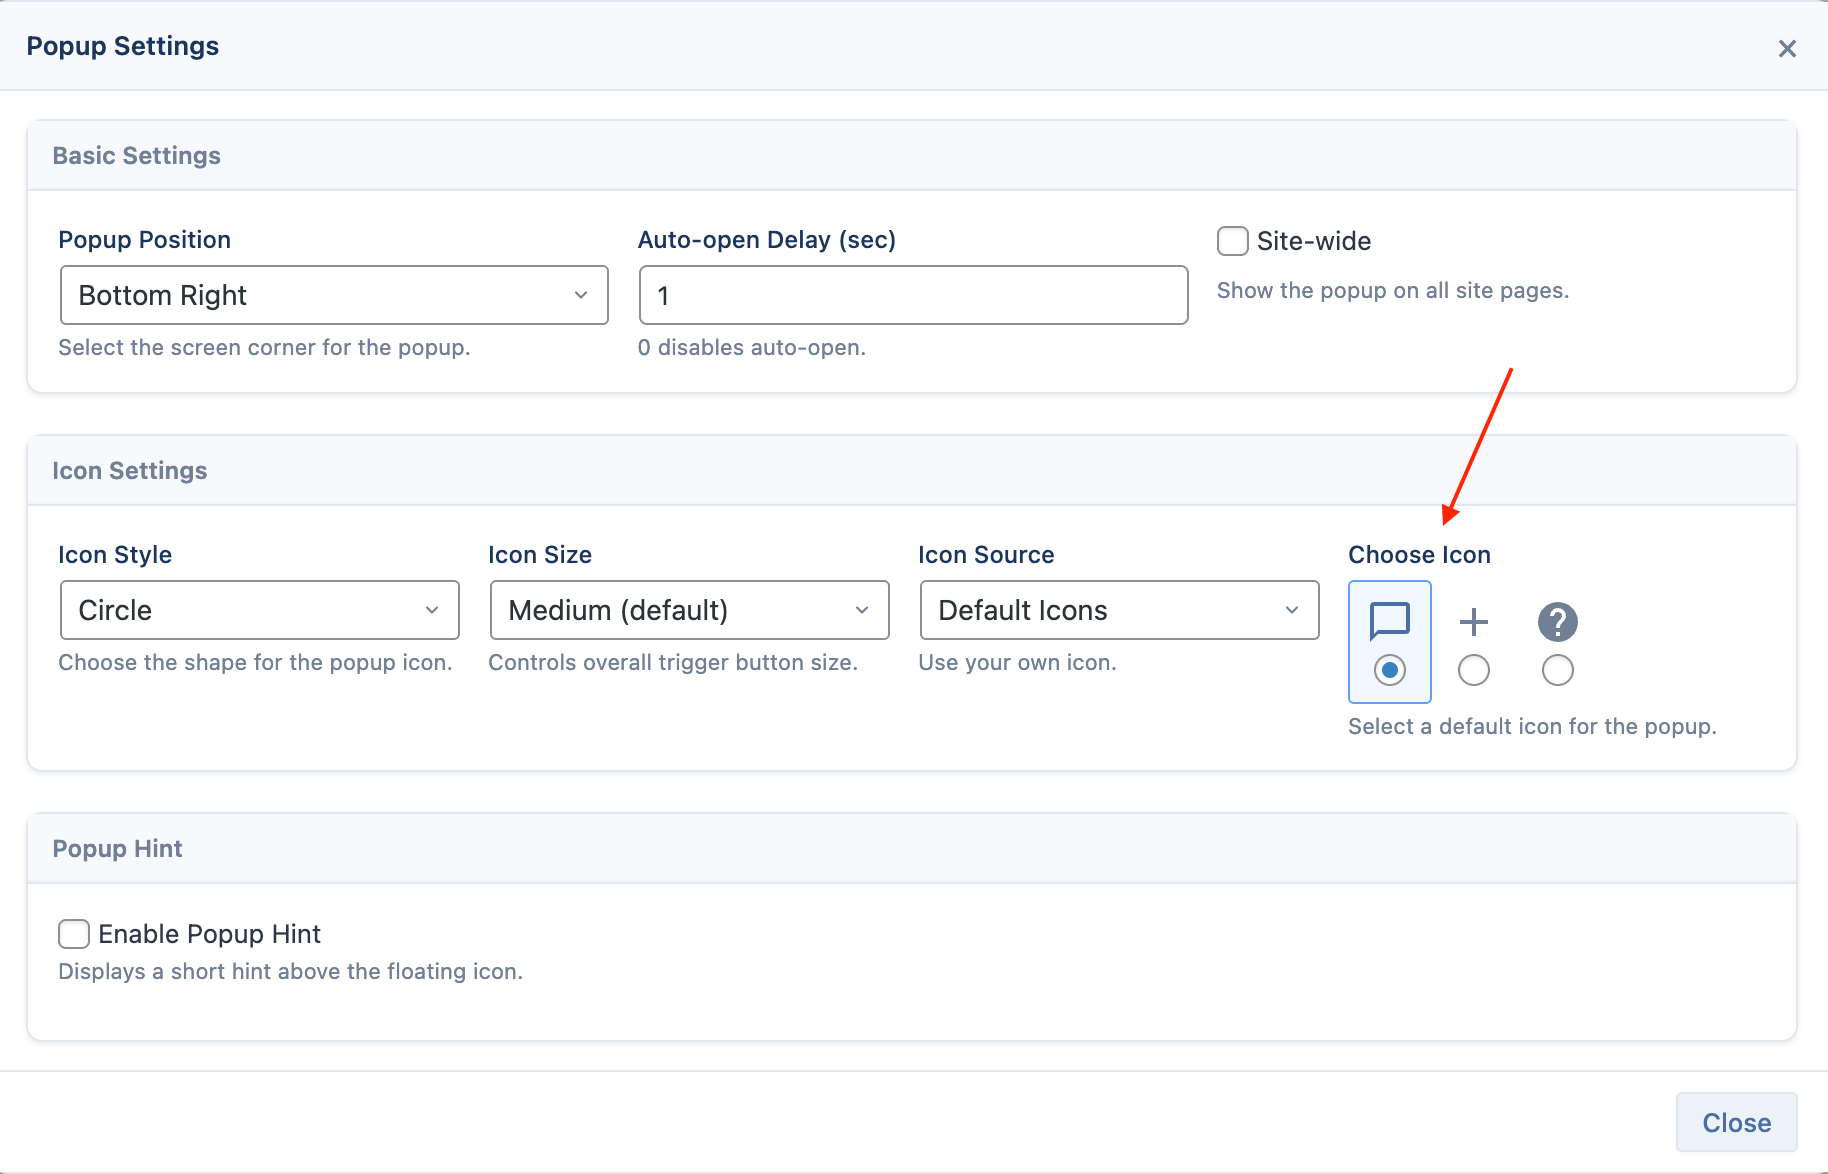 Popup Settings
Basic Settings
Popup Position
Auto-open Delay (sec)
Site-wide
Bottom Right
1
Show the popup on all site pages.
Select the screen corner for the popup.
0 disables auto-open.
Icon Settings
Icon Style
Icon Size
Icon Source
Choose Icon
Circle
Medium (default)
Default Icons
Choose the shape for the popup icon.
Controls overall trigger button size.
Use your own icon.
Select a default icon for the popup.
Popup Hint
Enable Popup Hint
Displays a short hint above the floating icon.
Close